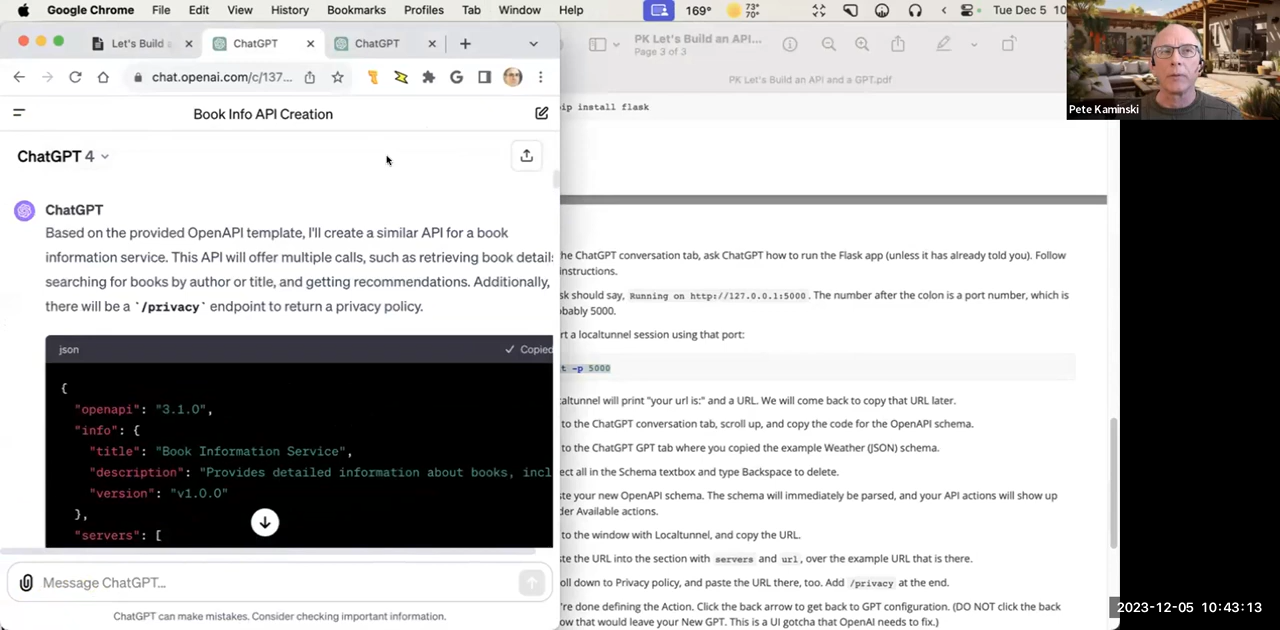 Google Chrome File Edit View History Bookmarks Profiles Tab Window Help 169° 73° 70° Tue Dec 5 10
Let's Build a ChatGPT ChatGPT
chat.openai.com/c/137...
PK Let's Build an API...
Page 3 of 3
PK Let's Build an API and a GPT.pdf
Pete Kaminski
Book Info API Creation
ChatGPT 4
ChatGPT
Based on the provided OpenAPI template, I'll create a similar API for a book
information service. This API will offer multiple calls, such as retrieving book details
searching for books by author or title, and getting recommendations. Additionally,
there will be a `/privacy` endpoint to return a privacy policy.
json Copied
{
"openapi": "3.1.0",
"info": {
"title": "Book Information Service",
"description": "Provides detailed information about books, incl
"version": "v1.0.0"
},
"servers": [
Message ChatGPT...
ChatGPT can make mistakes. Consider checking important information.
pip install flask
he ChatGPT conversation tab, ask ChatGPT how to run the Flask app (unless it has already told you). Follow
instructions.
sk should say, Running on http://127.0.0.1:5000. The number after the colon is a port number, which is
bably 5000.
rt a localtunnel session using that port:
t -p 5000
caltunnel will print "your url is:" and a URL. We will come back to copy that URL later.
to the ChatGPT conversation tab, scroll up, and copy the code for the OpenAPI schema.
to the ChatGPT GPT tab where you copied the example Weather (JSON) schema.
ect all in the Schema textbox and type Backspace to delete.
ste your new OpenAPI schema. The schema will immediately be parsed, and your API actions will show up
der Available actions.
to the window with Localtunnel, and copy the URL.
ste the URL into the section with servers and url, over the example URL that is there.
oll down to Privacy policy, and paste the URL there, too. Add /privacy at the end.
're done defining the Action. Click the back arrow to get back to GPT configuration. (DO NOT click the back
ow that would leave your New GPT. This is a UI gotcha that OpenAI needs to fix.)
2023-12-05 10:43:13